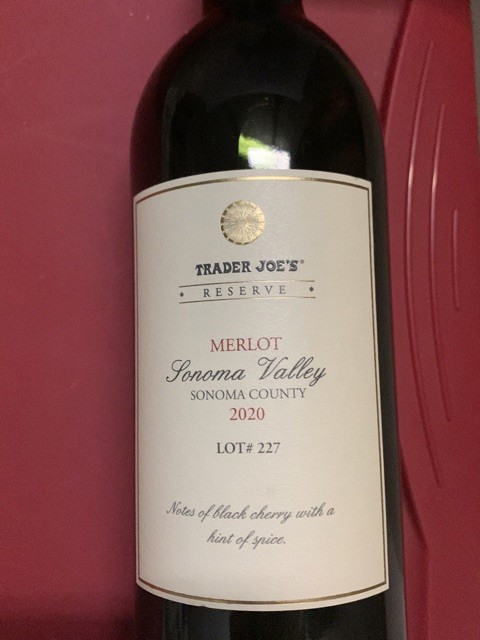 TRADER JOE'S®
RESERVE
MERLOT
Sonoma Valley
SONOMA COUNTY
2020
LOT# 227
Notes of black cherry with a
hint of spice.